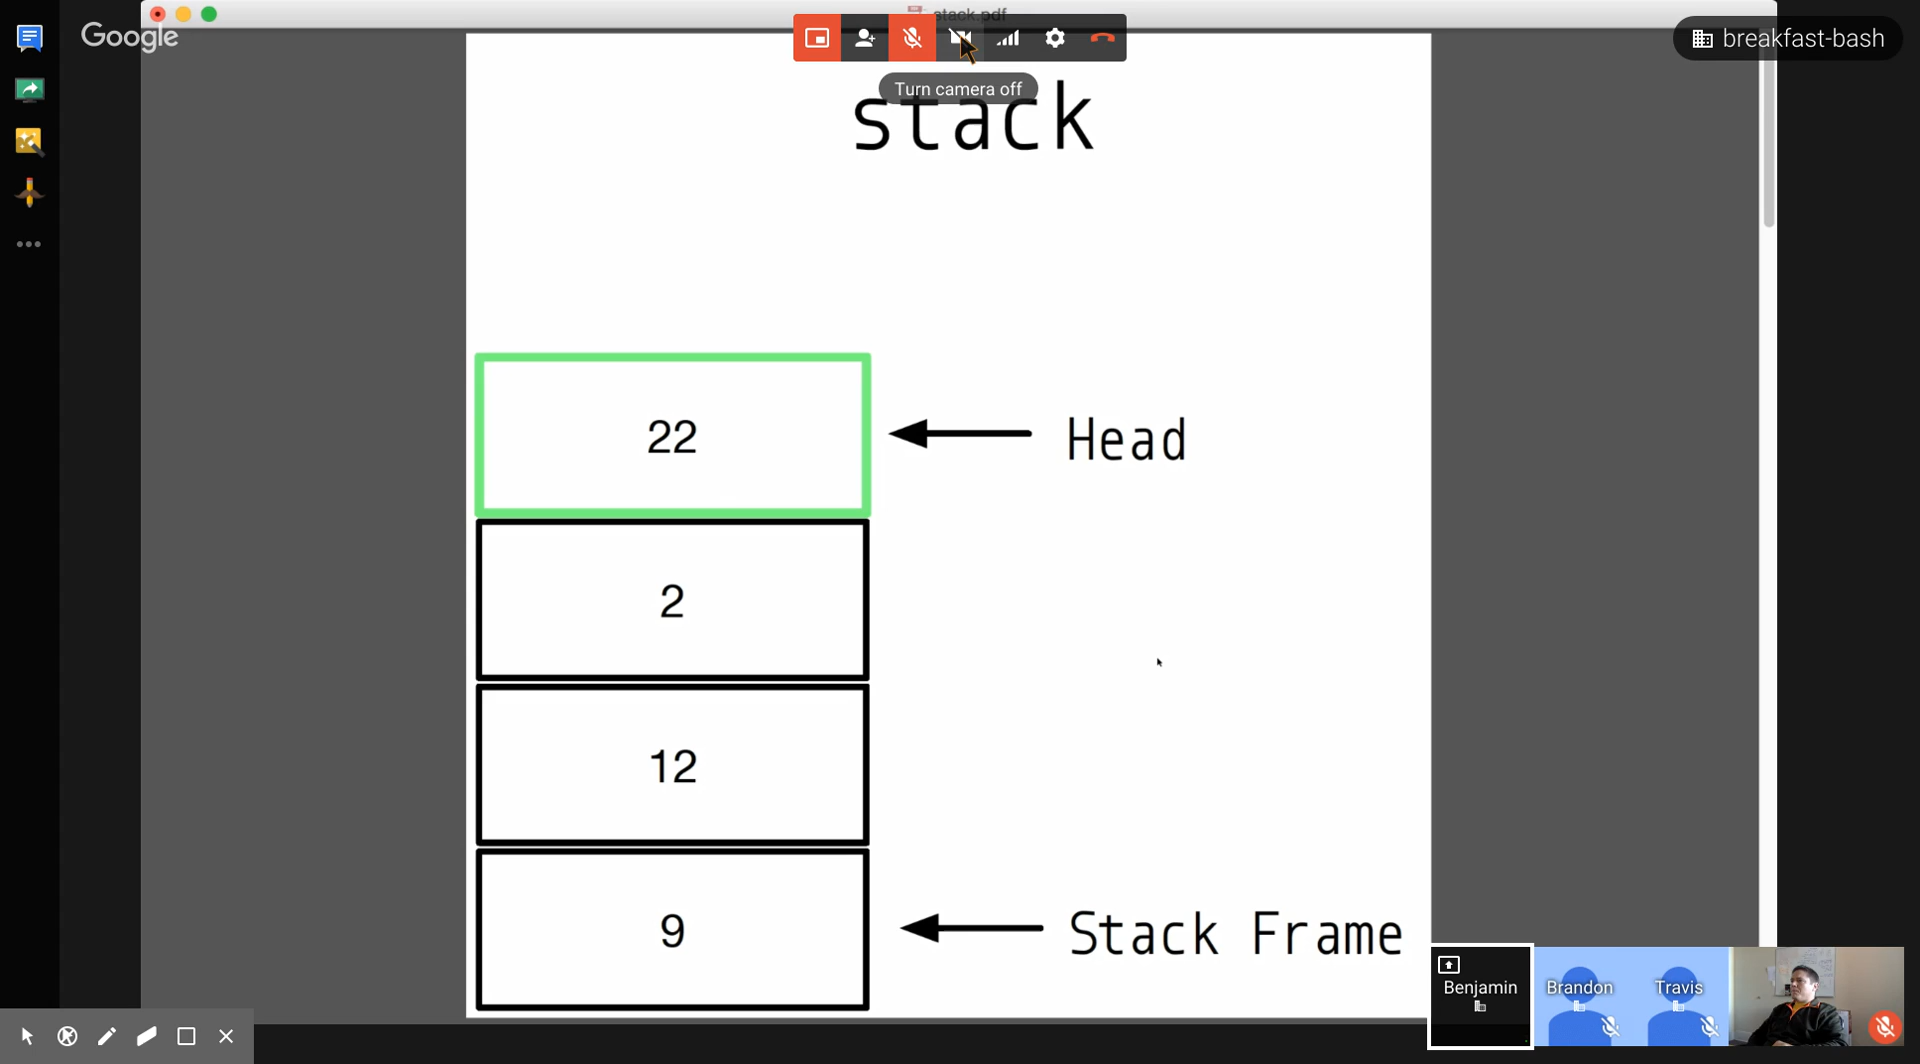 stack.pdf
Google
breakfast-bash
Turn camera off
stack
22
Head
2
12
9
Stack Frame
Benjamin
Brandon
Travis